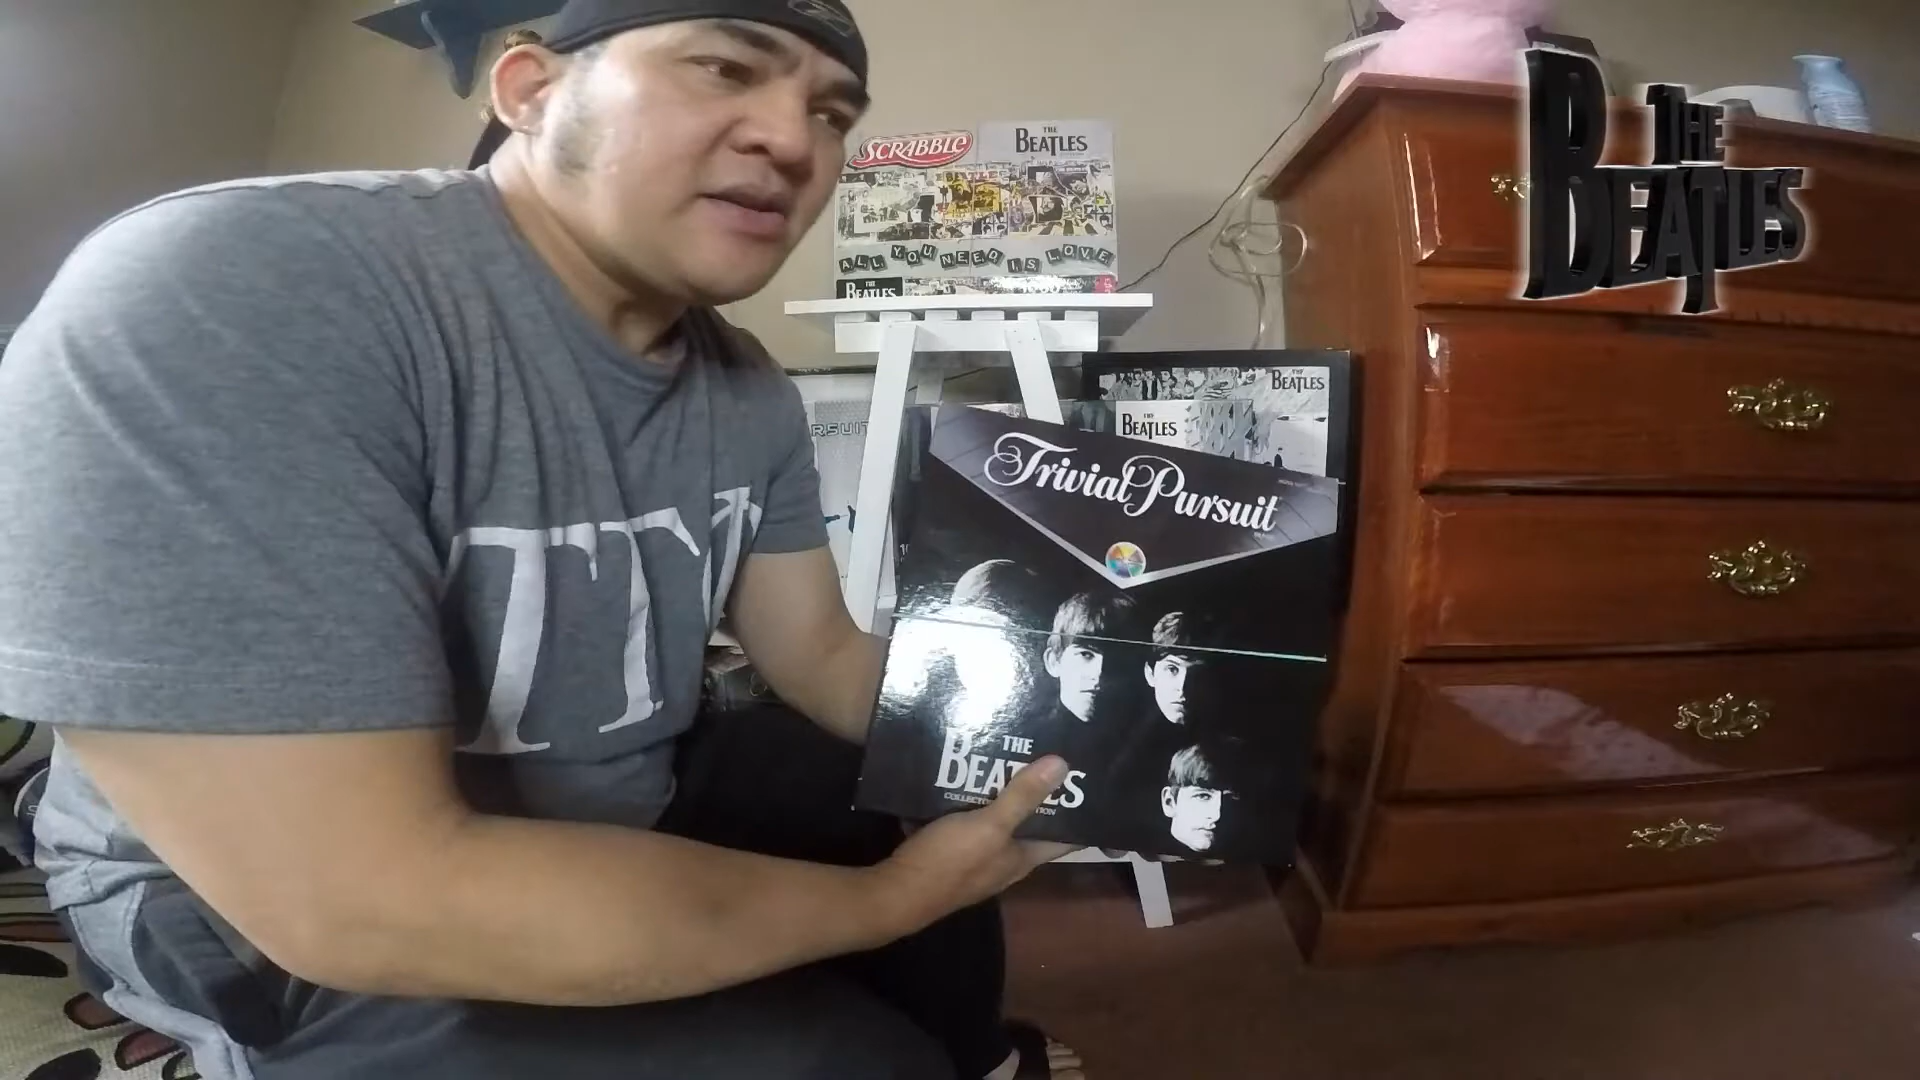 SCRABBLE
THE
BEATLES
ALL YOU NEED IS LOVE
THE
BEATLES
THE
BEATLES
THE
BEATLES
THE
BEATLES
RSUIT
Trivial Pursuit
THE
BEATLES